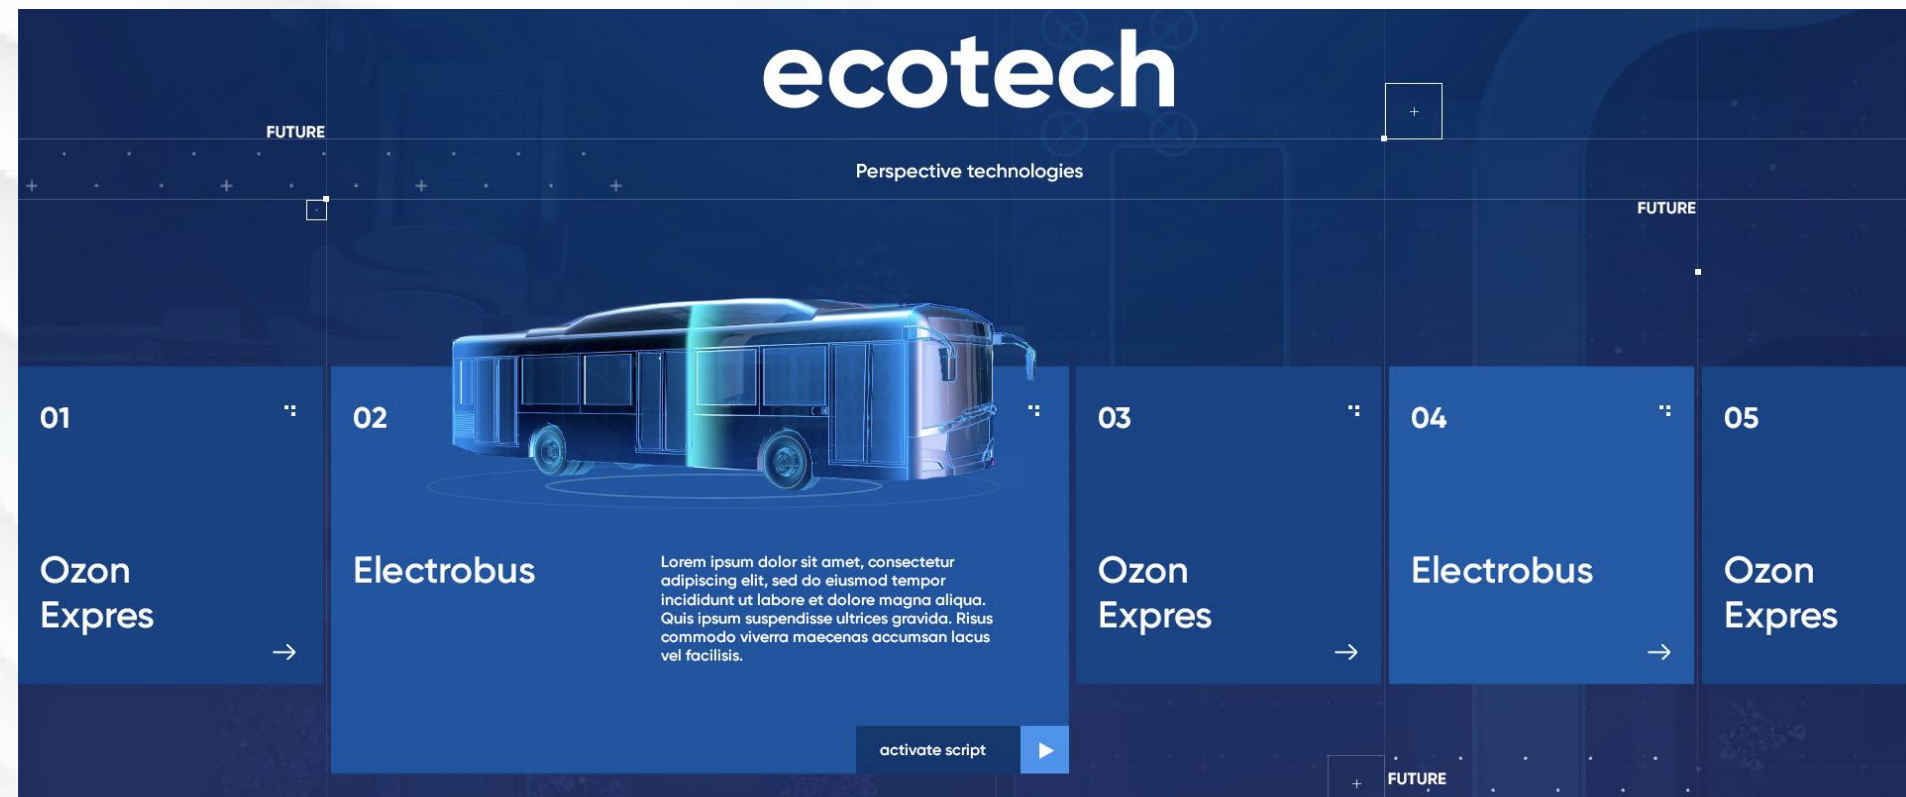 ecotech
FUTURE
Perspective technologies
FUTURE
01
Ozon
Expres
02
Electrobus
Lorem ipsum dolor sit amet, consectetur
adipiscing elit, sed do eiusmod tempor
incididunt ut labore et dolore magna aliqua.
Quis ipsum suspendisse ultrices gravida. Risus
commodo viverra maecenas accumsan lacus
vel facilisis.
activate script
03
Ozon
Expres
04
Electrobus
05
Ozon
Expres
FUTURE